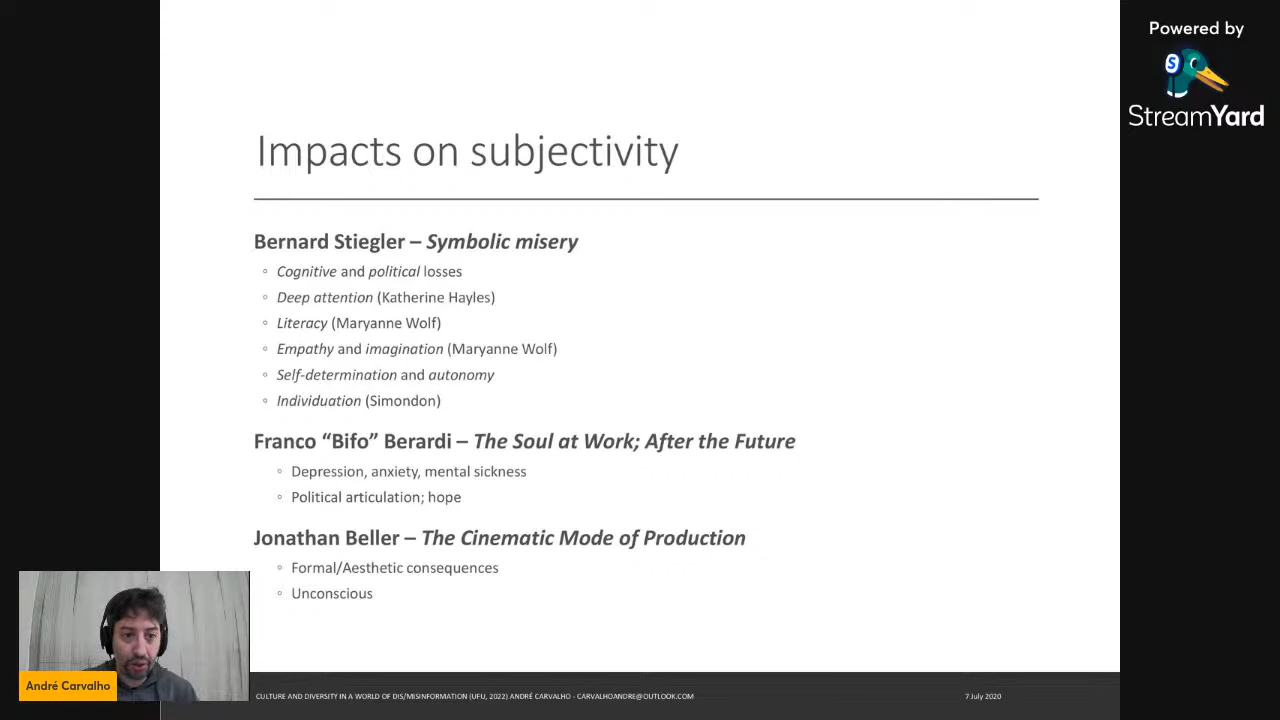 Powered by
S
StreamYard
Impacts on subjectivity
Bernard Stiegler – Symbolic misery
Cognitive and political losses
Deep attention (Katherine Hayles)
Literacy (Maryanne Wolf)
Empathy and imagination (Maryanne Wolf)
Self-determination and autonomy
Individuation (Simondon)
Franco “Bifo” Berardi – The Soul at Work; After the Future
Depression, anxiety, mental sickness
Political articulation; hope
Jonathan Beller – The Cinematic Mode of Production
Formal/Aesthetic consequences
Unconscious
André Carvalho
CULTURE AND DIVERSITY IN A WORLD OF DIS/MISINFORMATION (UFU, 2022) ANDRÉ CARVALHO - CARVALHOANDRE@OUTLOOK.COM
7 July 2020